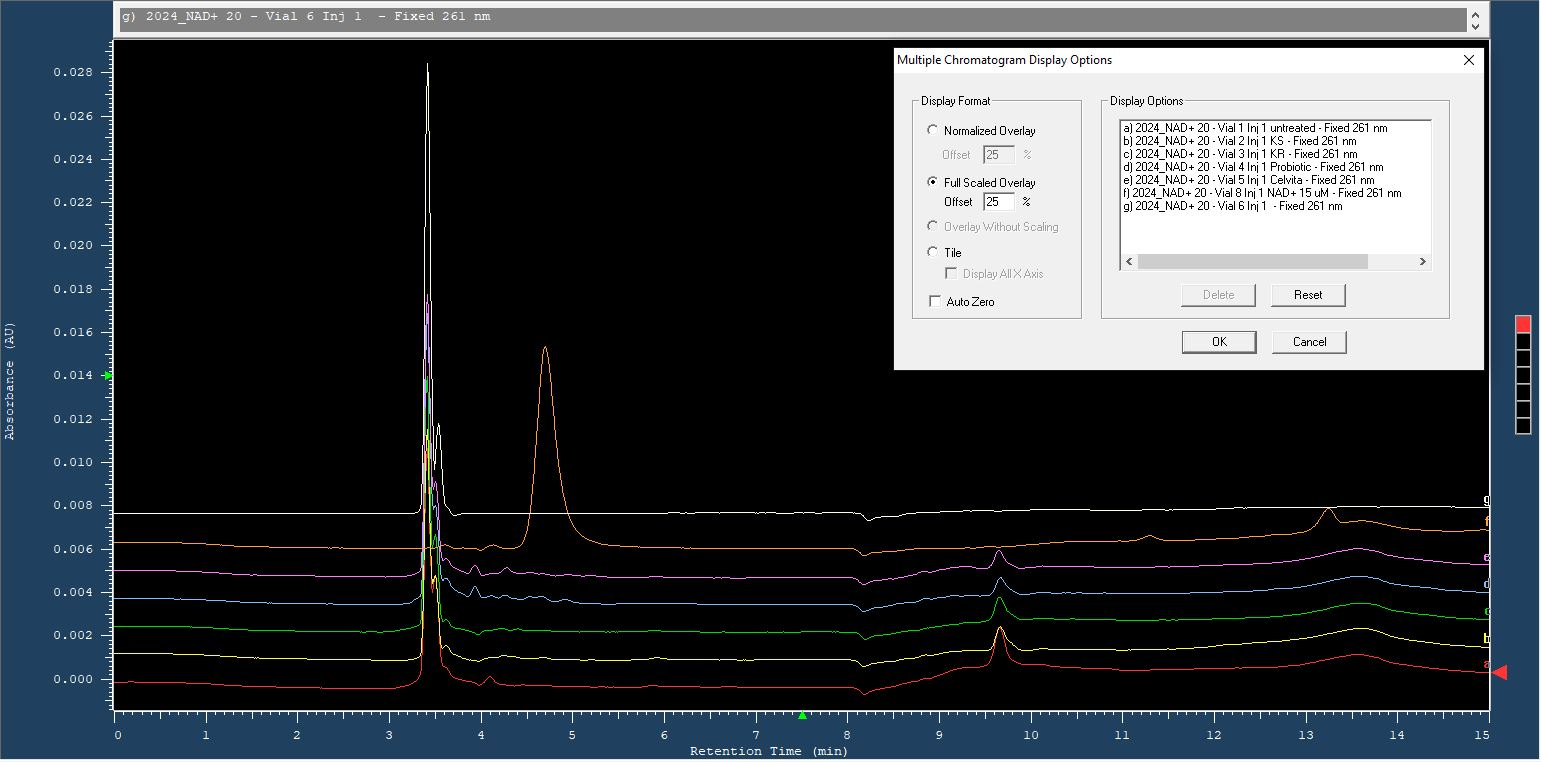 g) 2024_NAD+ 20 - Vial 6 Inj 1  - Fixed 261 nm
Multiple Chromatogram Display Options
Display Format
Normalized Overlay
Offset 25 %
Full Scaled Overlay
Offset 25 %
Overlay Without Scaling
Tile
Display All X Axis
Auto Zero
Display Options
a) 2024_NAD+ 20 - Vial 1 Inj 1 untreated - Fixed 261 nm
b) 2024_NAD+ 20 - Vial 2 Inj 1 KS - Fixed 261 nm
c) 2024_NAD+ 20 - Vial 3 Inj 1 KR - Fixed 261 nm
d) 2024_NAD+ 20 - Vial 4 Inj 1 Probiotic - Fixed 261 nm
e) 2024_NAD+ 20 - Vial 5 Inj 1 Celvita - Fixed 261 nm
f) 2024_NAD+ 20 - Vial 8 Inj 1 NAD+ 15 uM - Fixed 261 nm
g) 2024_NAD+ 20 - Vial 6 Inj 1  - Fixed 261 nm
Delete Reset
OK Cancel
Absorbance (AU)
0.028
0.026
0.024
0.022
0.020
0.018
0.016
0.014
0.012
0.010
0.008
0.006
0.004
0.002
0.000
g
f
e
d
c
b
a
0 1 2 3 4 5 6 7 8 9 10 11 12 13 14 15
Retention Time (min)